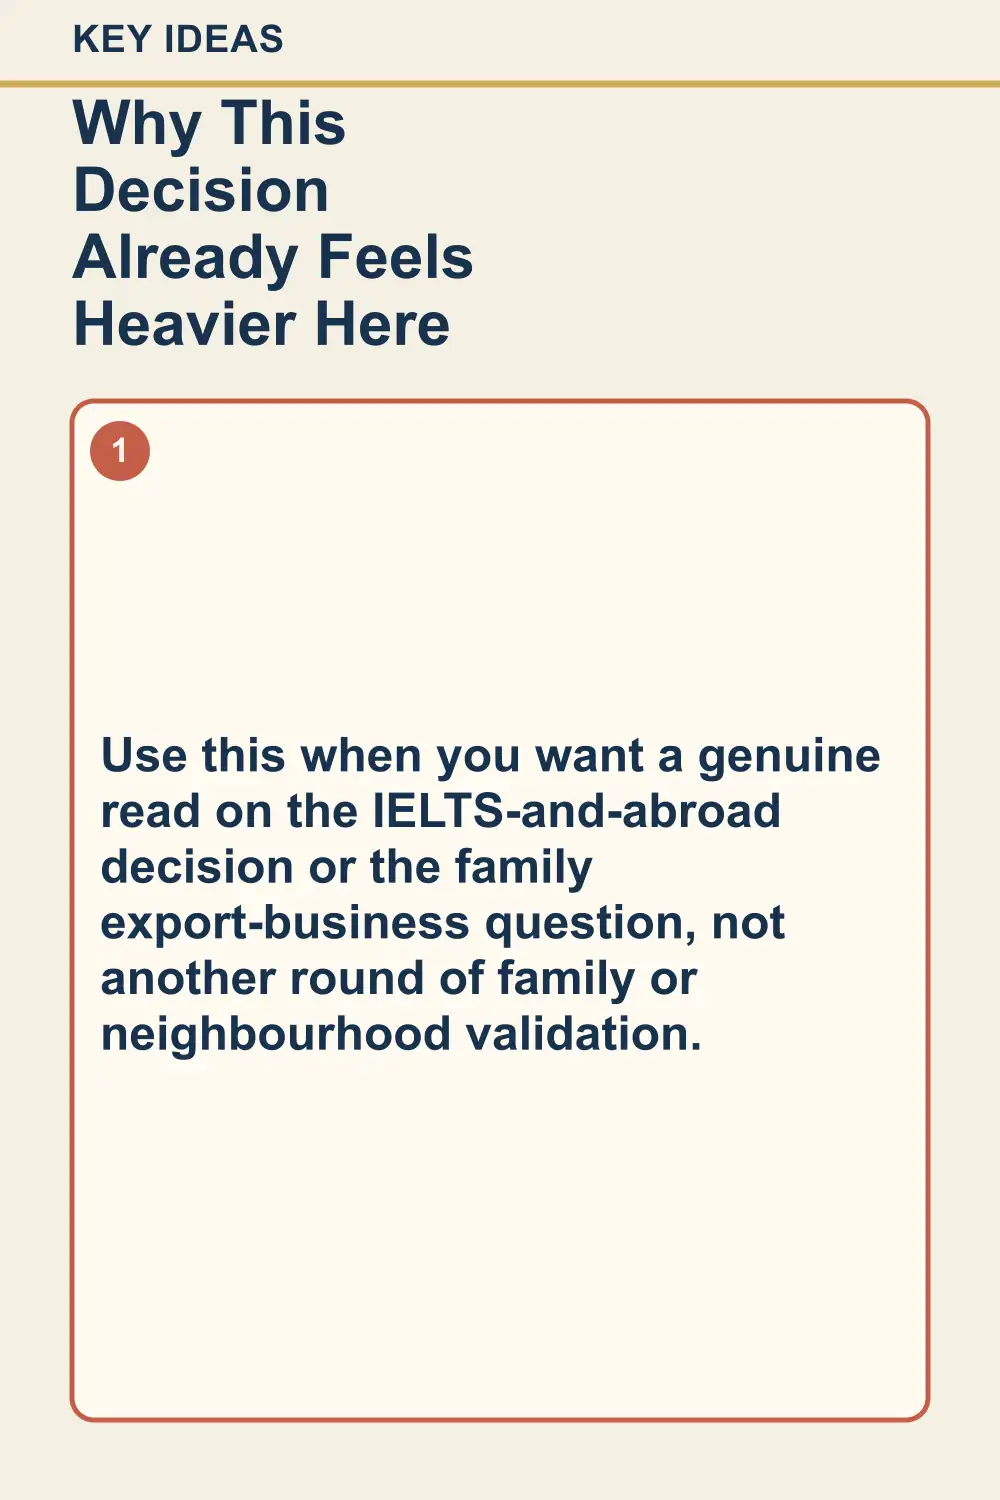 KEY IDEAS
Why This
Decision
Already Feels
Heavier Here
1
Use this when you want a genuine
read on the IELTS-and-abroad
decision or the family
export-business question, not
another round of family or
neighbourhood validation.